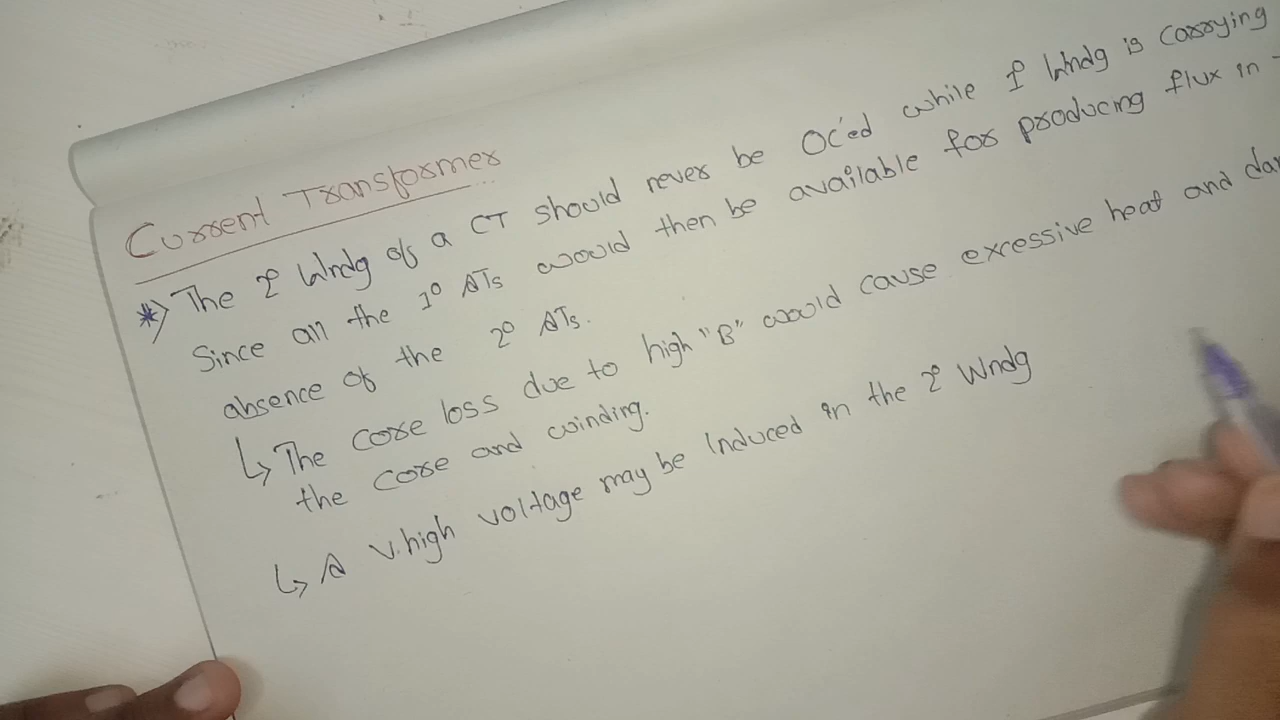 Current Transformer
*) The 2° Wndg of a CT should never be OC'ed while 1° Wndg is carrying
Since all the 1° ATs would then be available for producing flux in
absence of the 2° ATs.
↳ The core loss due to high "B" would cause excessive heat and
the core and winding.
↳ A v.high voltage may be Induced in the 2° Wndg